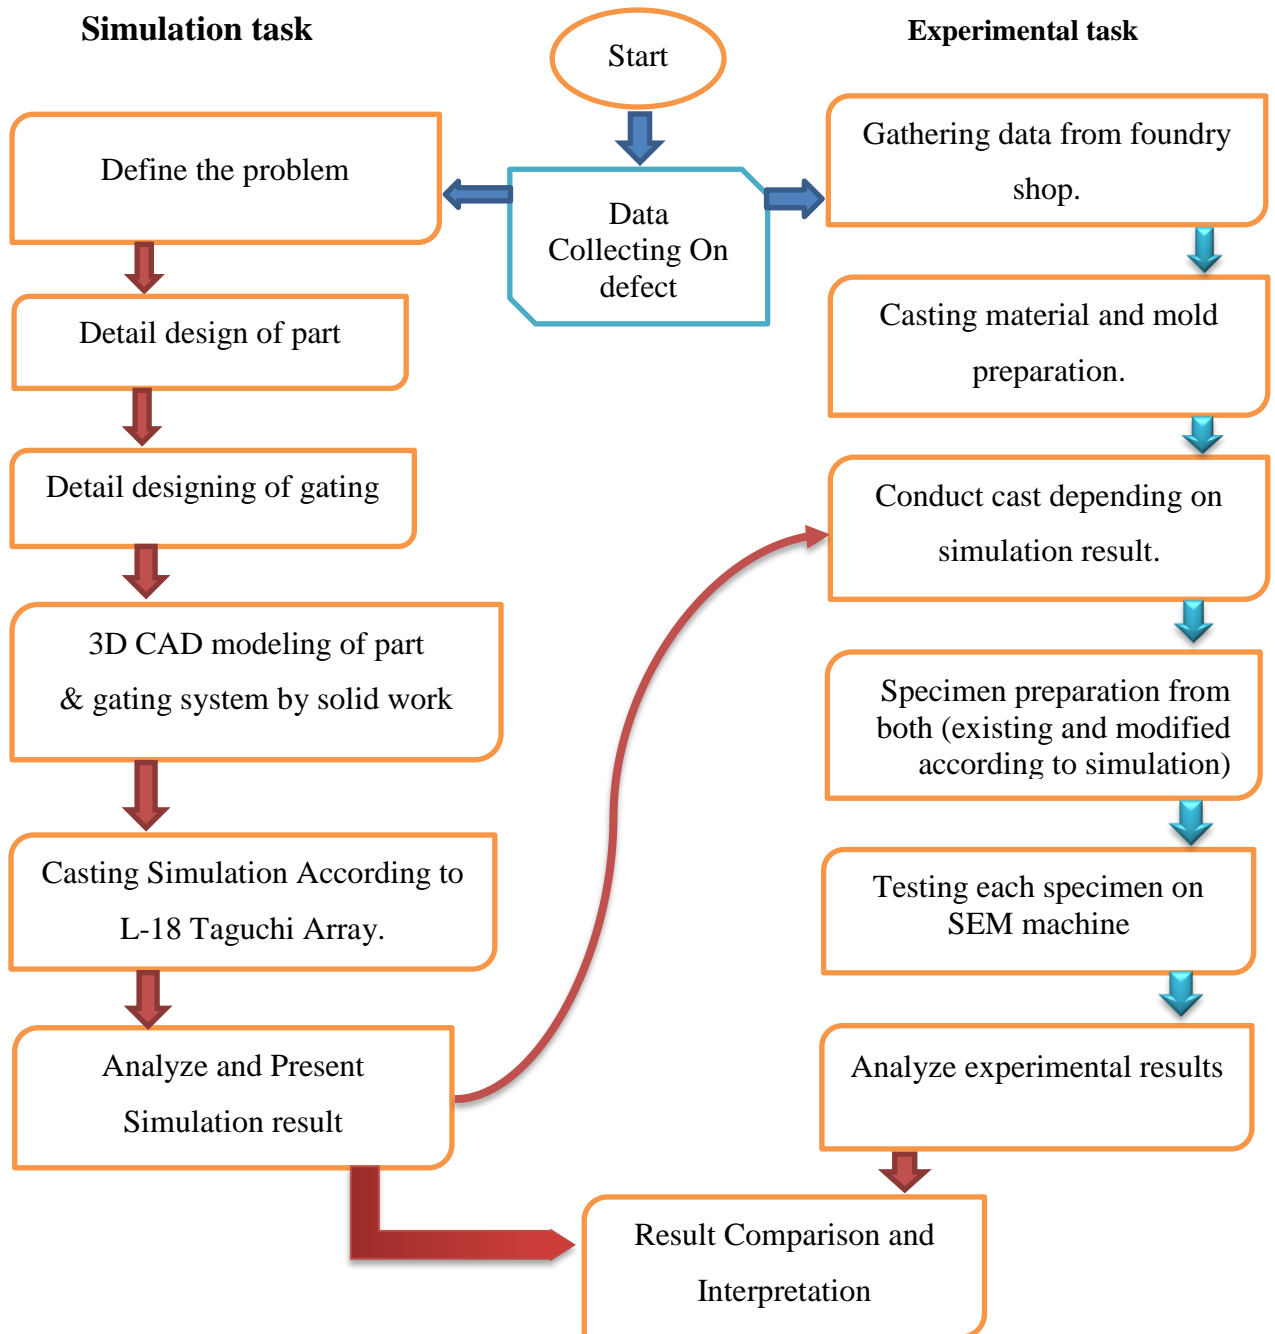 Simulation task
Experimental task
Start
Data
Collecting On
defect
Define the problem
Detail design of part
Detail designing of gating
3D CAD modeling of part
& gating system by solid work
Casting Simulation According to
L-18 Taguchi Array.
Analyze and Present
Simulation result
Gathering data from foundry
shop.
Casting material and mold
preparation.
Conduct cast depending on
simulation result.
Specimen preparation from
both (existing and modified
according to simulation)
Testing each specimen on
SEM machine
Analyze experimental results
Result Comparison and
Interpretation